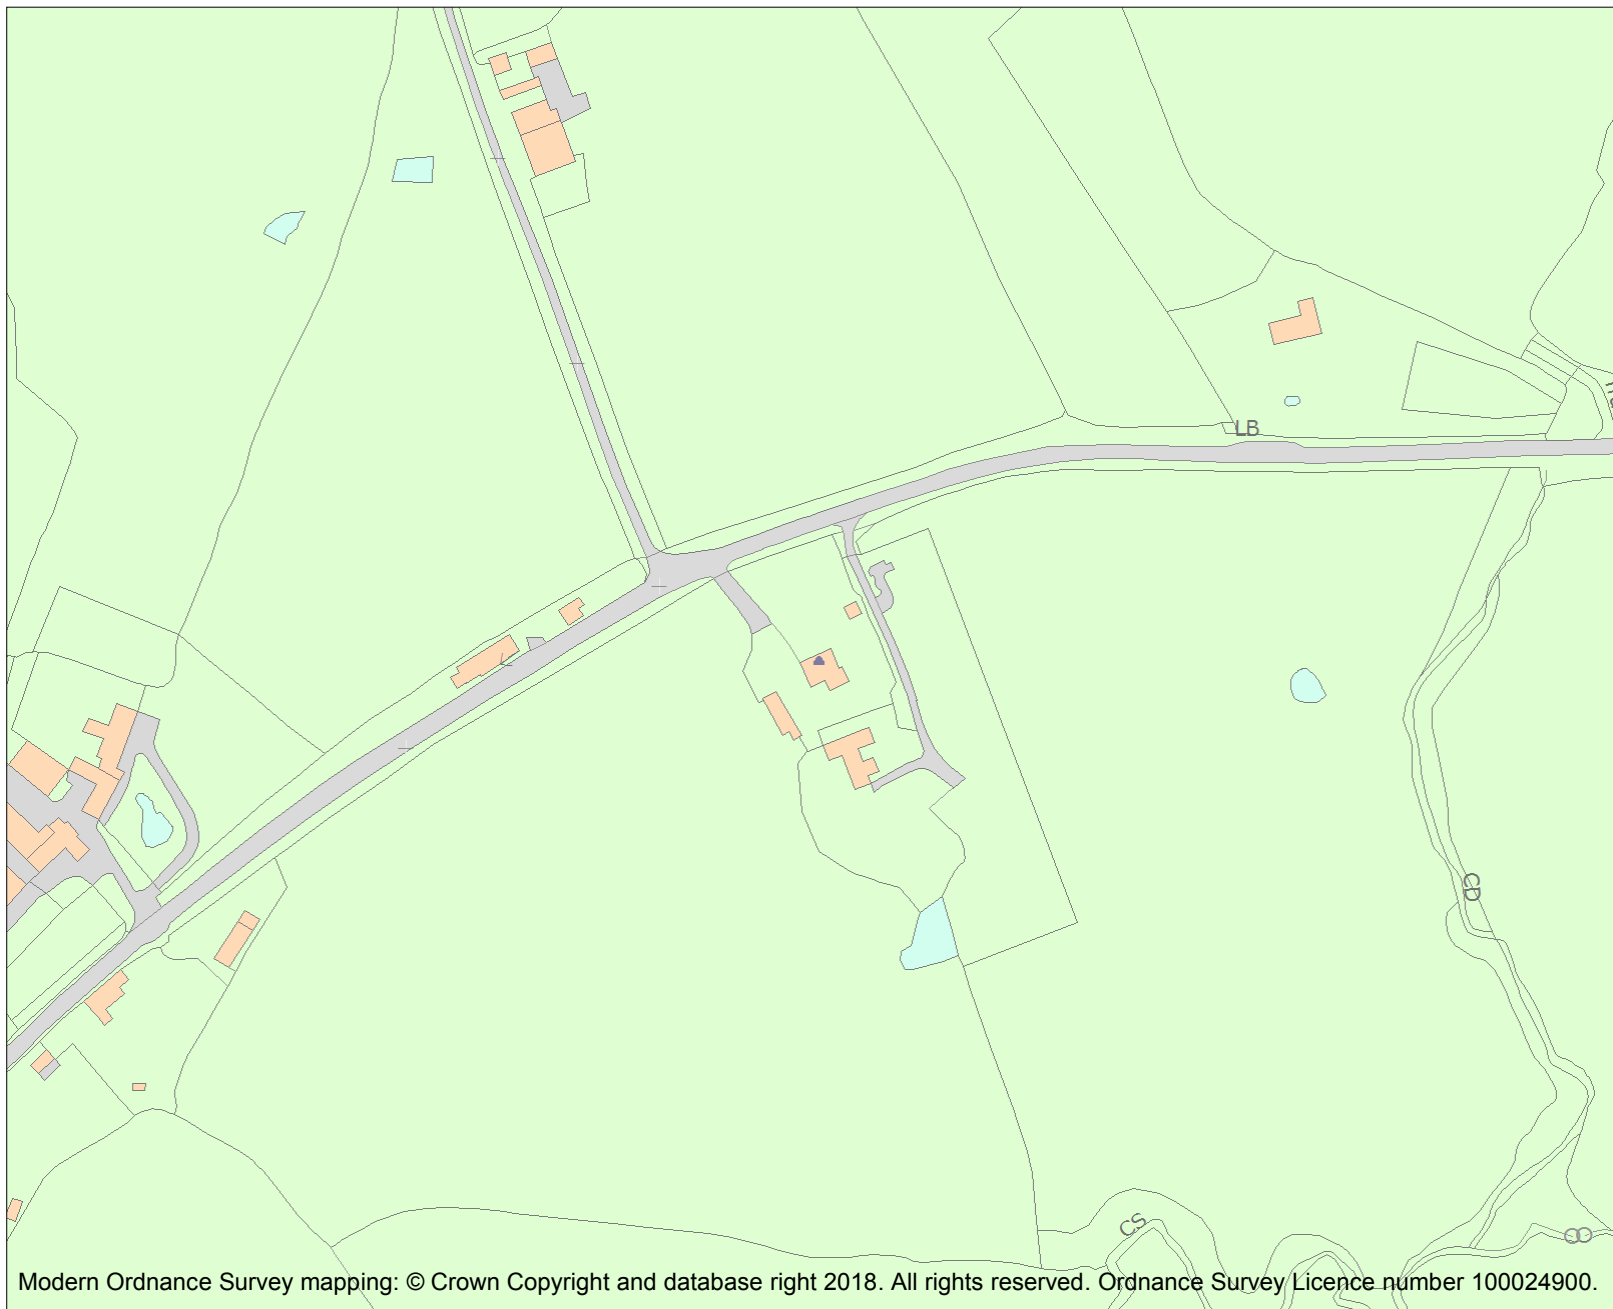 LB
CD
CS
Modern Ordnance Survey mapping: © Crown Copyright and database right 2018. All rights reserved. Ordnance Survey Licence number 100024900.